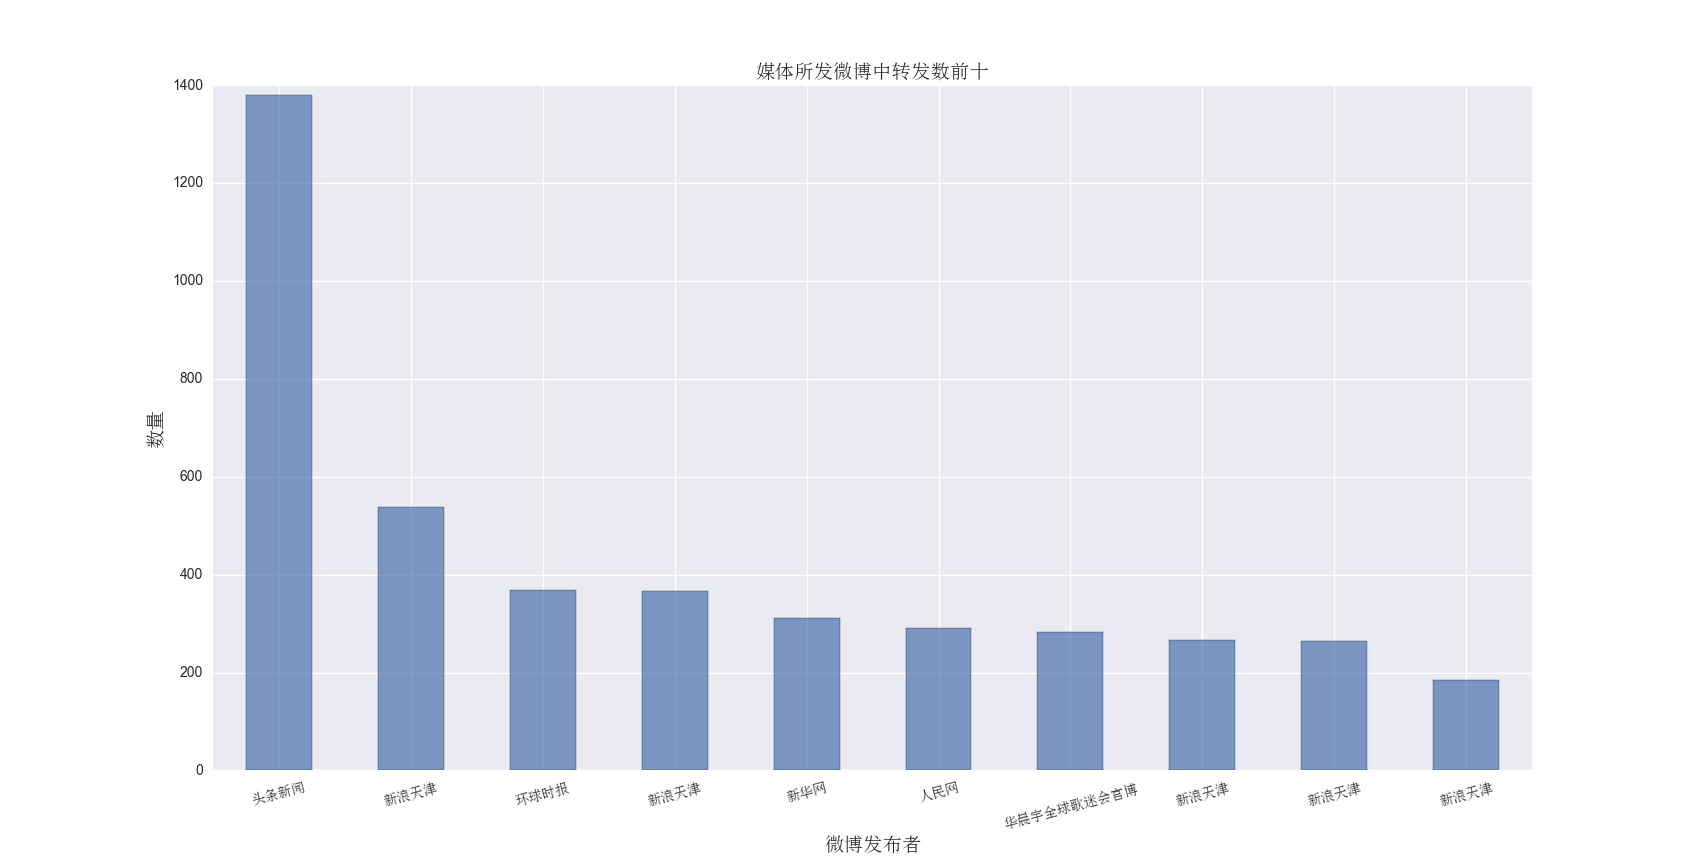 媒体所发微博中转发数前十
1400
1200
1000
800
600
400
200
0
数量
头条新闻
新浪天津
环球时报
新浪天津
新华网
人民网
华晨宇全球歌迷会官博
新浪天津
新浪天津
新浪天津
微博发布者